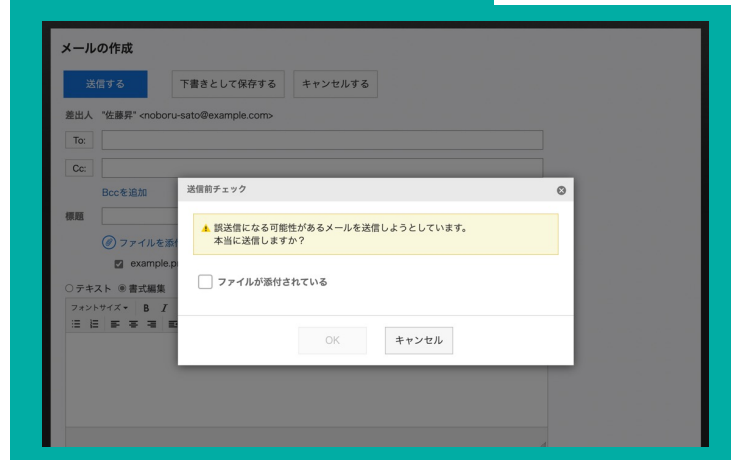 メールの作成
送信する
下書きとして保存する
キャンセルする
差出人 "佐藤昇" <noboru-sato@example.com>
To:
Cc:
Bccを追加
標題
ファイルを添
example.p
テキスト 書式編集
フォントサイズ B I
送信前チェック
誤送信になる可能性があるメールを送信しようとしています。
本当に送信しますか？
ファイルが添付されている
OK
キャンセル